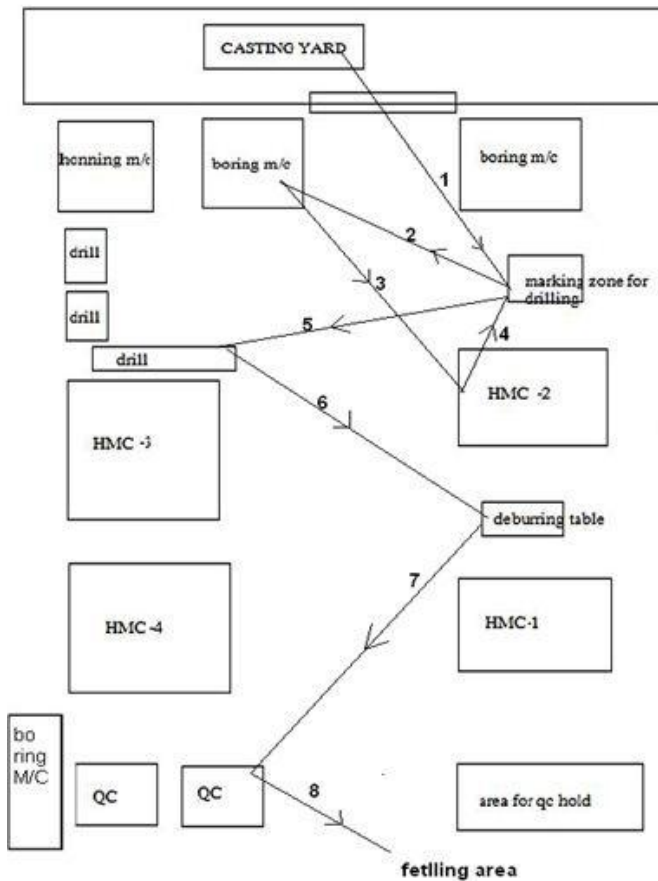 CASTING YARD
henning m/c
boring m/c
boring m/c
1
2
drill
marking zone for
drilling
3
drill
5
4
drill
6
HMC -2
HMC -3
deburring table
7
HMC -4
HMC-1
bo
ring
M/C
QC
QC
8
area for qc hold
fetlling area